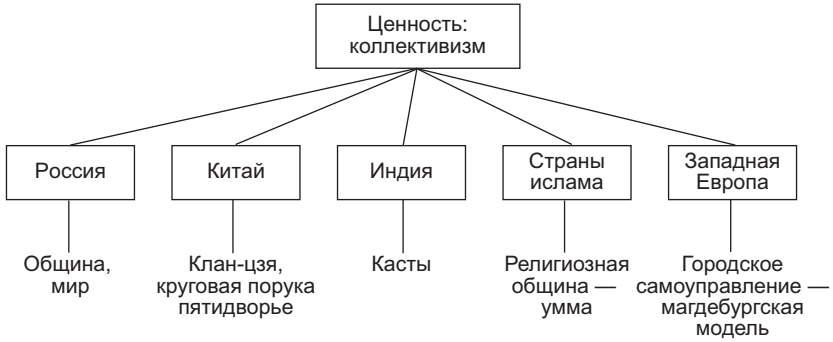 Ценность:
коллективизм
Россия
Китай
Индия
Страны
ислама
Западная
Европа
Община,
мир
Клан-цзя,
круговая порука
пятидворье
Касты
Религиозная
община —
умма
Городское
самоуправление —
магдебургская
модель